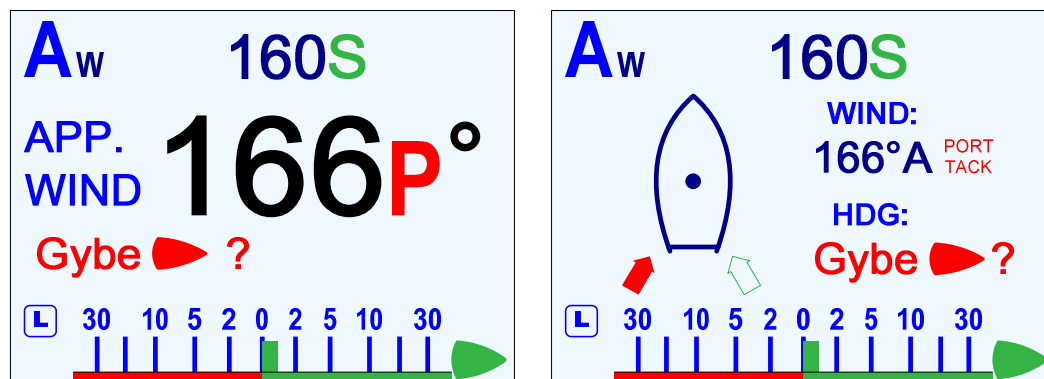 AW 160S
APP.
WIND
166P°
Gybe ?
L 30 10 5 2 0 2 5 10 30
AW 160S
WIND:
166°A PORT
TACK
HDG:
Gybe ?
L 30 10 5 2 0 2 5 10 30